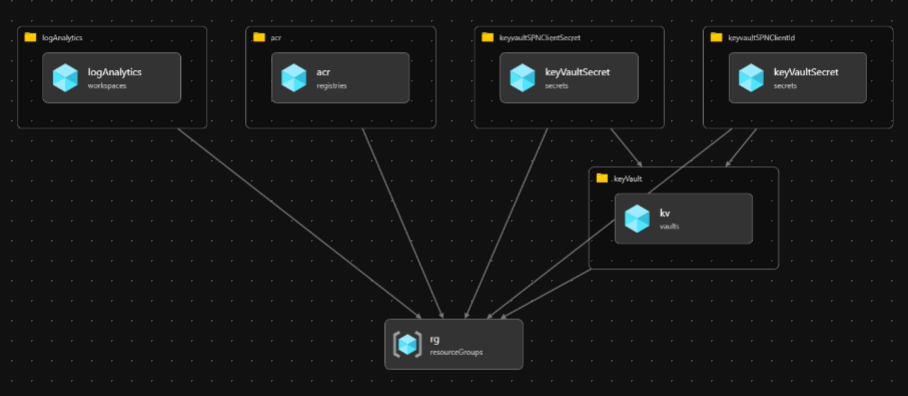 logAnalytics
logAnalytics
workspaces
acr
acr
registries
keyvaultSPNClientSecret
keyVaultSecret
secrets
keyvaultSPNClientId
keyVaultSecret
secrets
keyVault
kv
vaults
rg
resourceGroups